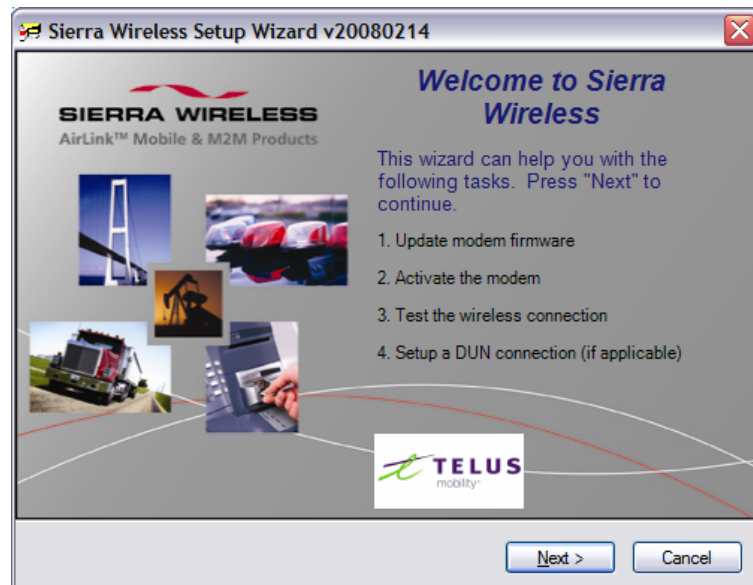 Sierra Wireless Setup Wizard v20080214
SIERRA WIRELESS
AirLink™ Mobile & M2M Products
Welcome to Sierra
Wireless
This wizard can help you with the
following tasks. Press "Next" to
continue.
1. Update modem firmware
2. Activate the modem
3. Test the wireless connection
4. Setup a DUN connection (if applicable)
TELUS
mobility
Next >
Cancel